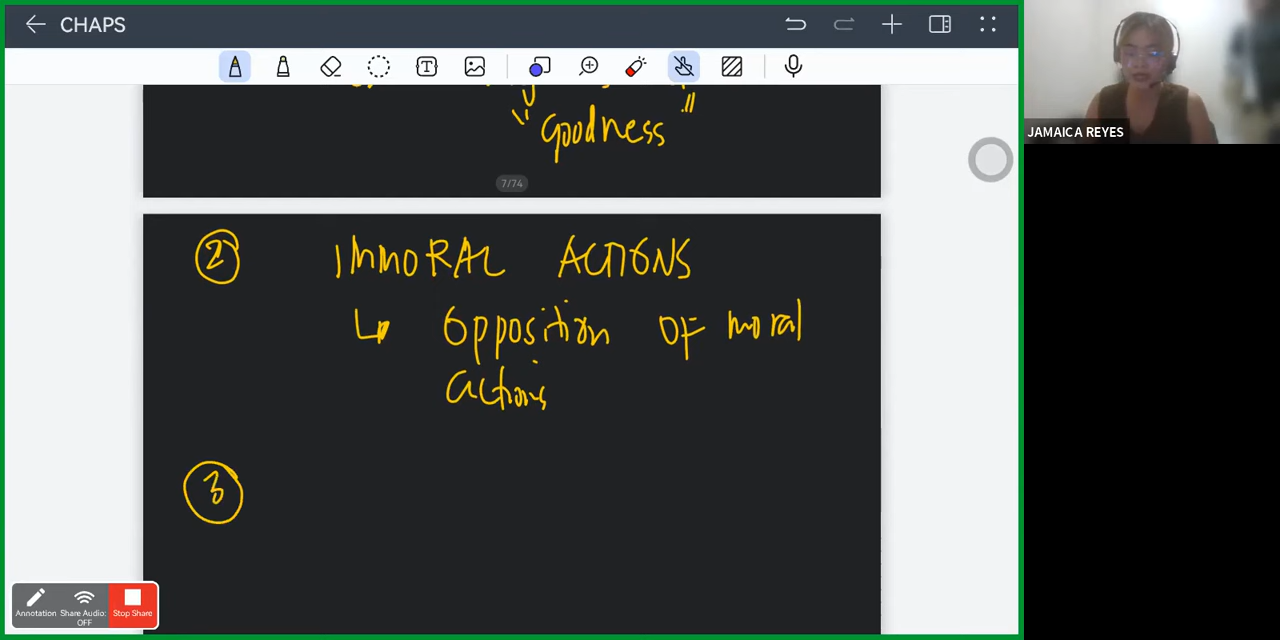 CHAPS
JAMAICA REYES
"Goodness"
7/74
2 IMMORAL ACTIONS
↳ Opposition of moral
actions
3
Annotation Share Audio: OFF Stop Share